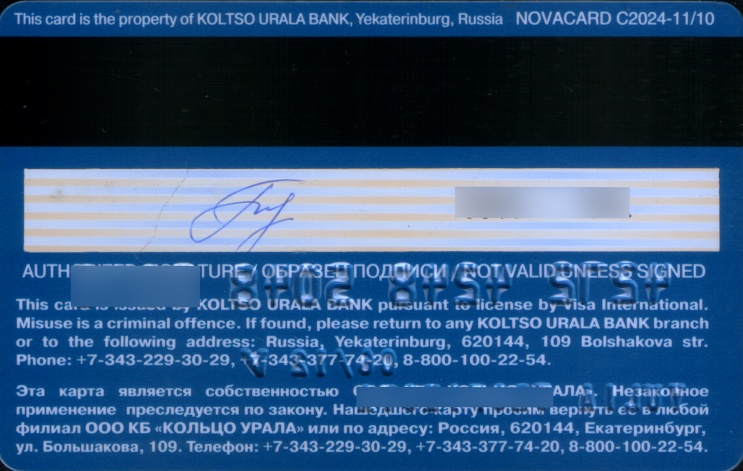 This card is the property of KOLTSO URALA BANK, Yekaterinburg, Russia NOVACARD C2024-11/10
/ ОБРАЗЕЦ ПОДПИСИ / NOT VALID UNLESS SIGNED
This card is issued by KOLTSO URALA BANK pursuant to license by Visa International.
Misuse is a criminal offence. If found, please return to any KOLTSO URALA BANK branch
or to the following address: Russia, Yekaterinburg, 620144, 109 Bolshakova str.
Phone: +7-343-229-30-29, +7-343-377-74-20, 8-800-100-22-54.
Эта карта является собственностью Незаконное
применение преследуется по закону. Нашедшего карту просим вернуть ее в любой
филиал ООО КБ «КОЛЬЦО УРАЛА» или по адресу: Россия, 620144, Екатеринбург,
ул. Большакова, 109. Телефон: +7-343-229-30-29, +7-343-377-74-20, 8-800-100-22-54.